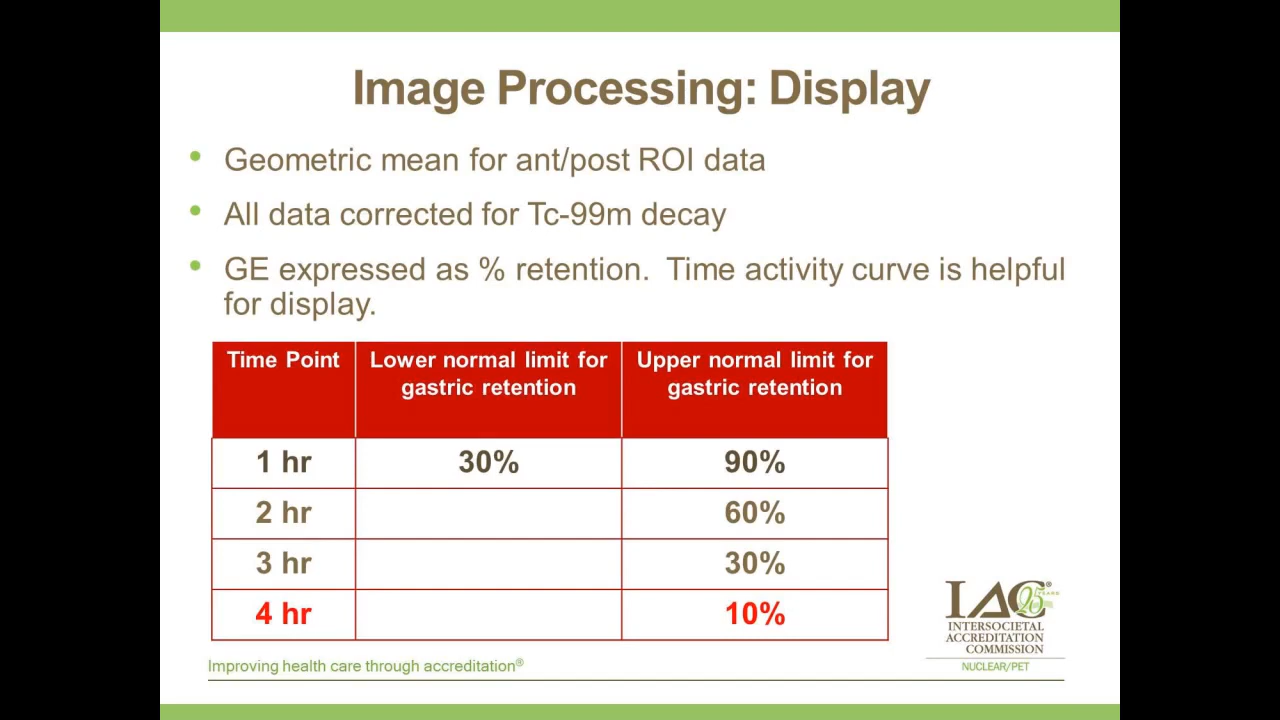 Image Processing: Display
• Geometric mean for ant/post ROI data
• All data corrected for Tc-99m decay
• GE expressed as % retention.  Time activity curve is helpful
for display.
Time Point Lower normal limit for Upper normal limit for
gastric retention gastric retention
1 hr 30% 90%
2 hr 60%
3 hr 30%
4 hr 10%
IAC®
25 YEARS
INTERSOCIETAL
ACCREDITATION
COMMISSION
NUCLEAR/PET
Improving health care through accreditation®